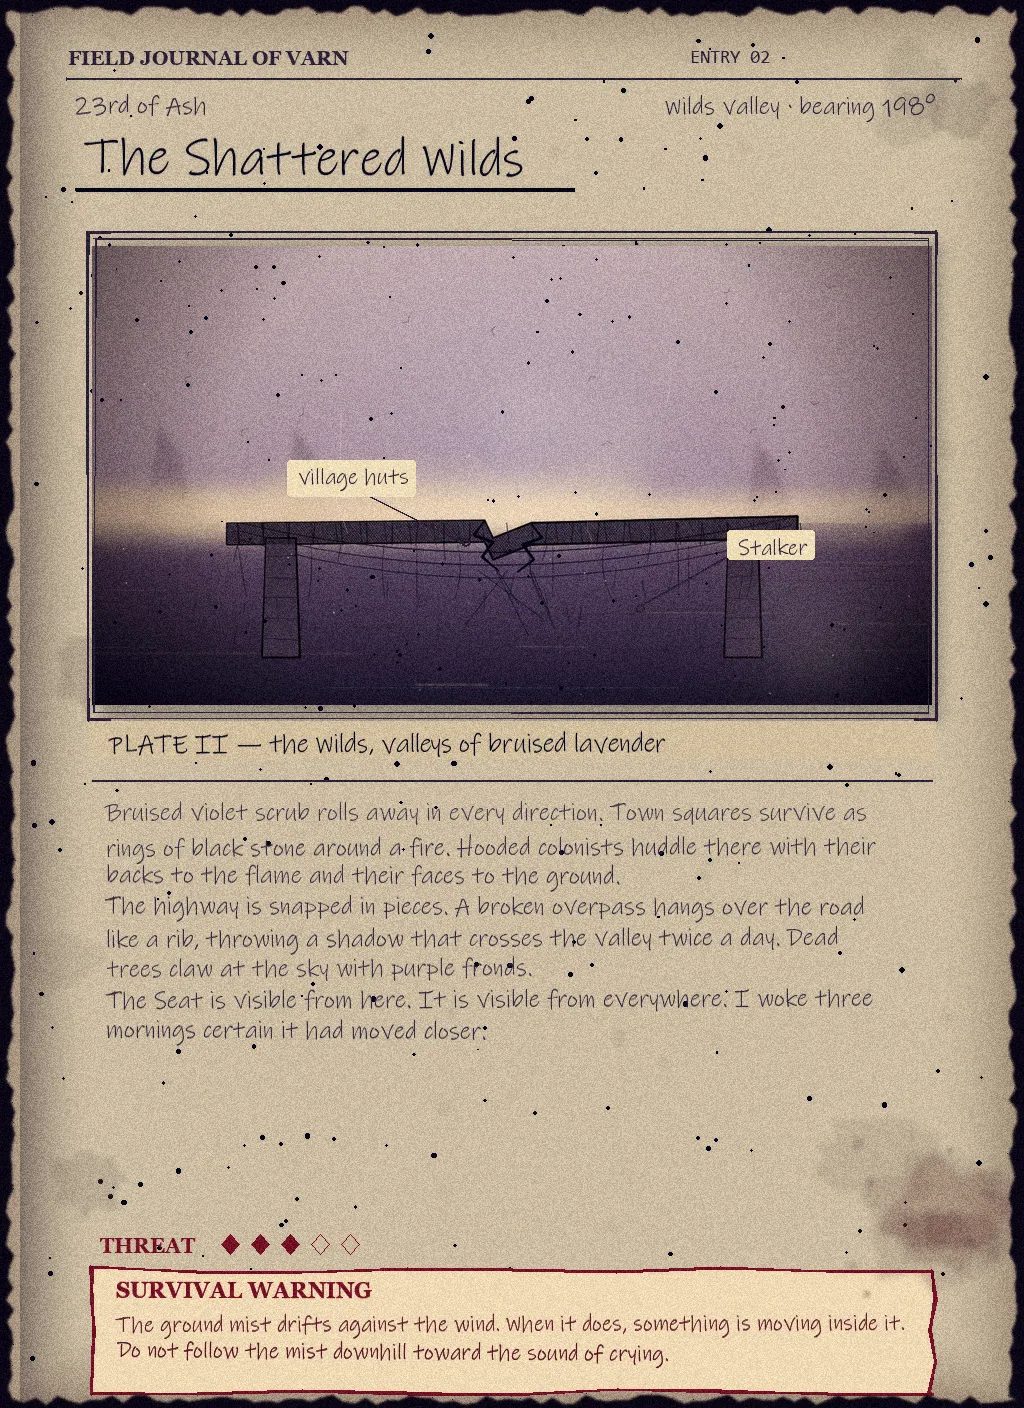 FIELD JOURNAL OF VARN
ENTRY 02
23rd of Ash
Wilds Valley · bearing 198°
The Shattered Wilds
Village huts
Stalker
PLATE II — the Wilds, valleys of bruised lavender
Bruised violet scrub rolls away in every direction. Town squares survive as
rings of black stone around a fire. Hooded colonists huddle there with their
backs to the flame and their faces to the ground.
The highway is snapped in pieces. A broken overpass hangs over the road
like a rib, throwing a shadow that crosses the valley twice a day. Dead
trees claw at the sky with purple fronds.
The Seat is visible from here. It is visible from everywhere. I woke three
mornings certain it had moved closer.
THREAT
SURVIVAL WARNING
The ground mist drifts against the wind. When it does, something is moving inside it.
Do not follow the mist downhill toward the sound of crying.